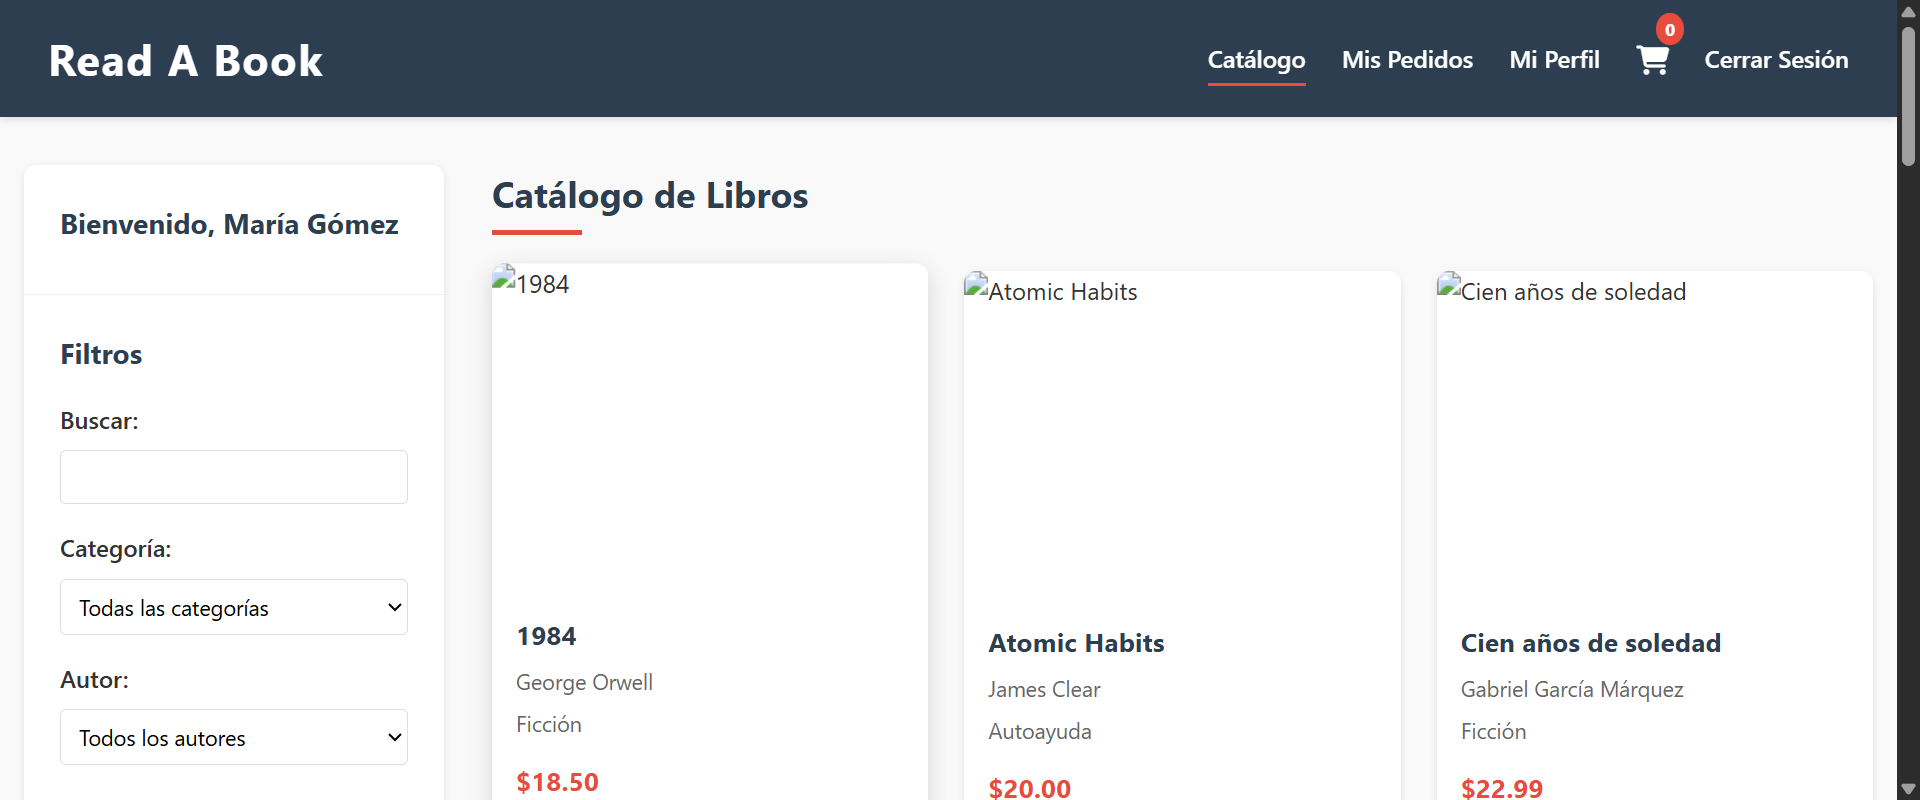 Read A Book
Catálogo
Mis Pedidos
Mi Perfil
0
Cerrar Sesión
Bienvenido, María Gómez
Filtros
Buscar:
Categoría:
Todas las categorías
Autor:
Todos los autores
Catálogo de Libros
1984
1984
George Orwell
Ficción
$18.50
Atomic Habits
Atomic Habits
James Clear
Autoayuda
$20.00
Cien años de soledad
Cien años de soledad
Gabriel García Márquez
Ficción
$22.99